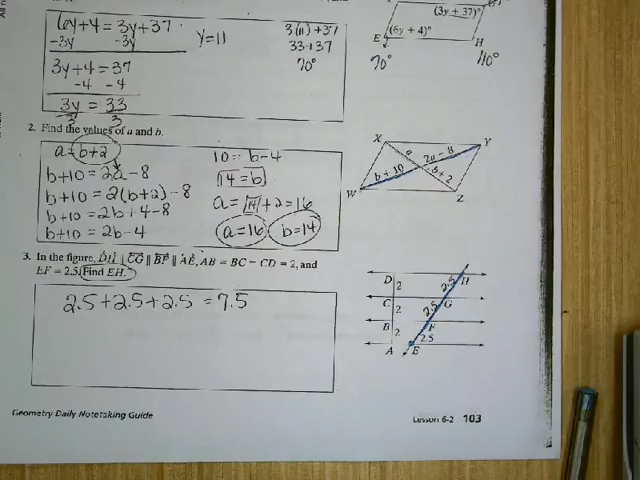 6y+4 = 3y+37
-3y -3y
3y+4 = 37
-4 -4
3y = 33
3 3
y=11
3(11)+37
33+37
70°
(3y + 37)°
(6y + 4)°
E H
70° 110°
2. Find the values of a and b.
a = b+2
b+10 = 2a-8
b+10 = 2(b+2) -8
b+10 = 2b+4-8
b+10 = 2b-4
10 = b-4
14 = b
a = 14 +2=16
a=16 b=14
X Y
a 2a - 8
b + 10 b + 2
W Z
3. In the figure, DH ∥ CG ∥ BF ∥ AE, AB = BC = CD = 2, and
EF = 2.5. Find EH.
2.5+2.5+2.5 = 7.5
D 2 2.5 H
C 2 2.5 G
B 2 F
2.5
A E
Geometry Daily Notetaking Guide
Lesson 6-2 103